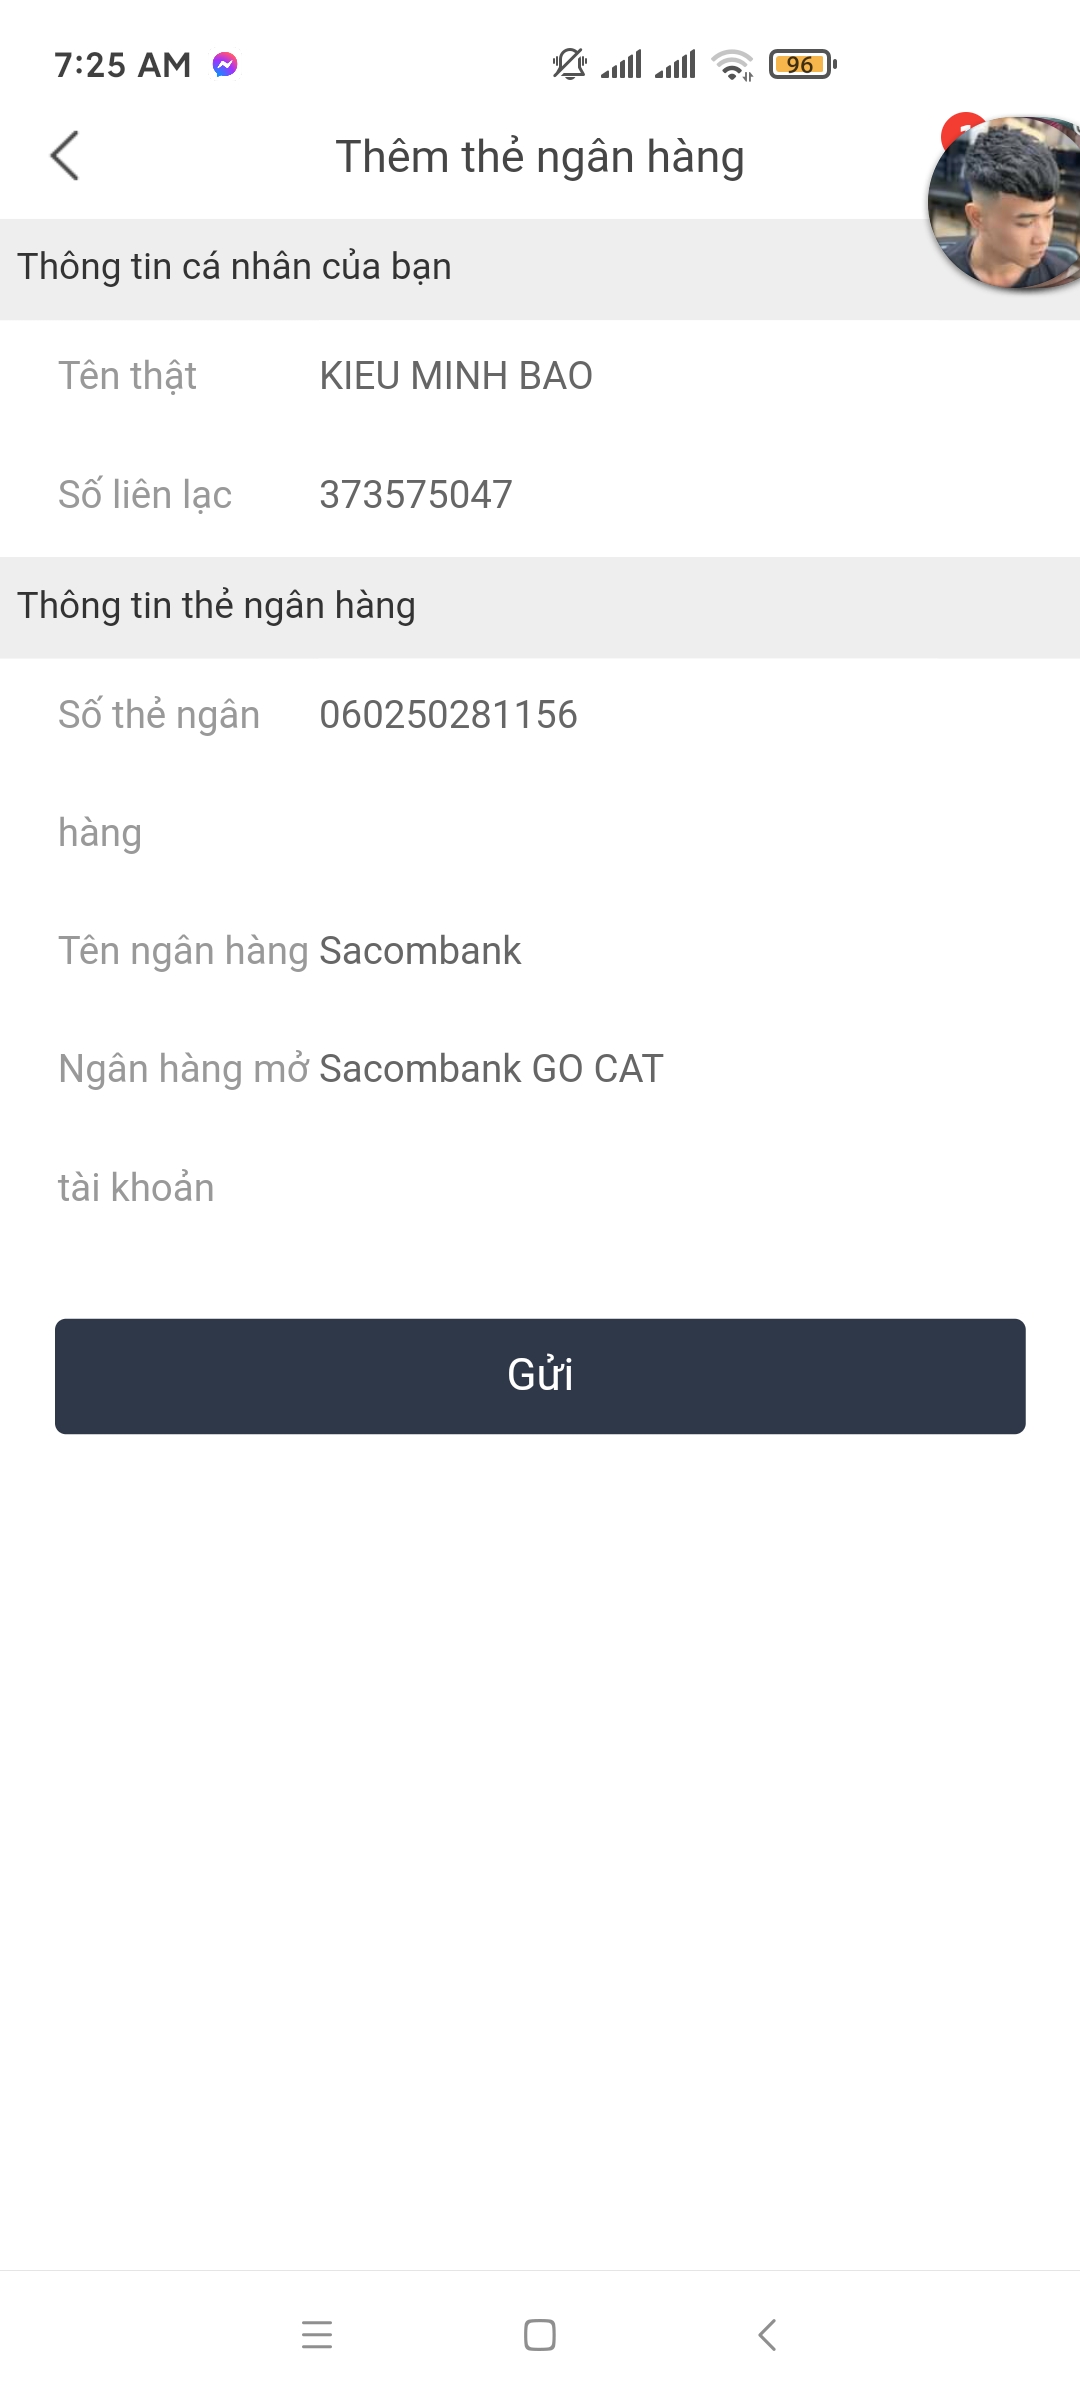 7:25 AM
96
Thêm thẻ ngân hàng
Thông tin cá nhân của bạn
Tên thật KIEU MINH BAO
Số liên lạc 373575047
Thông tin thẻ ngân hàng
Số thẻ ngân 060250281156
hàng
Tên ngân hàng Sacombank
Ngân hàng mở Sacombank GO CAT
tài khoản
Gửi